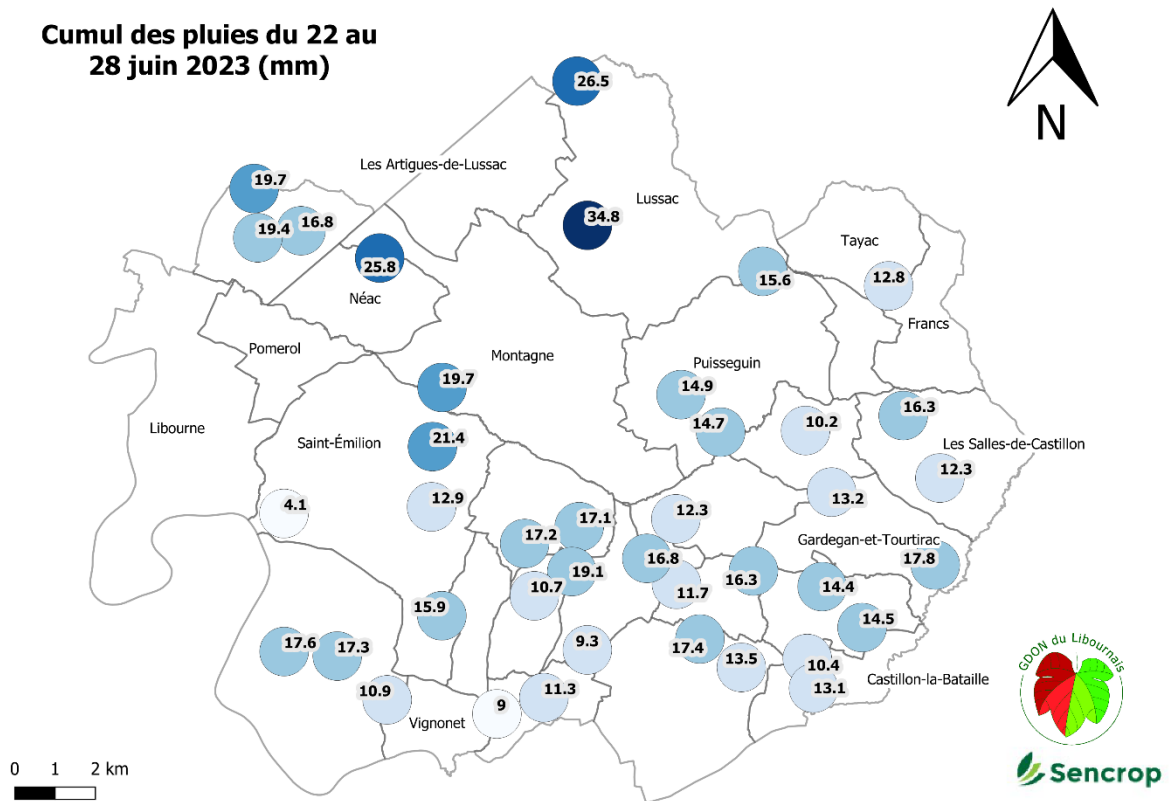 Cumul des pluies du 22 au
28 juin 2023 (mm)
N
26.5
Les Artigues-de-Lussac
19.7
Lussac
34.8
19.4
16.8
Tayac
25.8
15.6
12.8
Néac
Francs
Pomerol
Montagne
Puisseguin
19.7
14.9
16.3
Libourne
Saint-Émilion
21.4
14.7
10.2
Les Salles-de-Castillon
12.3
4.1
12.9
13.2
17.1
12.3
17.2
Gardegan-et-Tourtirac
16.8
17.8
19.1
16.3
10.7
11.7
14.4
15.9
14.5
17.6
17.3
9.3
17.4
13.5
10.4
Castillon-la-Bataille
13.1
10.9
11.3
Vignonet
9
GDON du Libournais
0 1 2 km
Sencrop